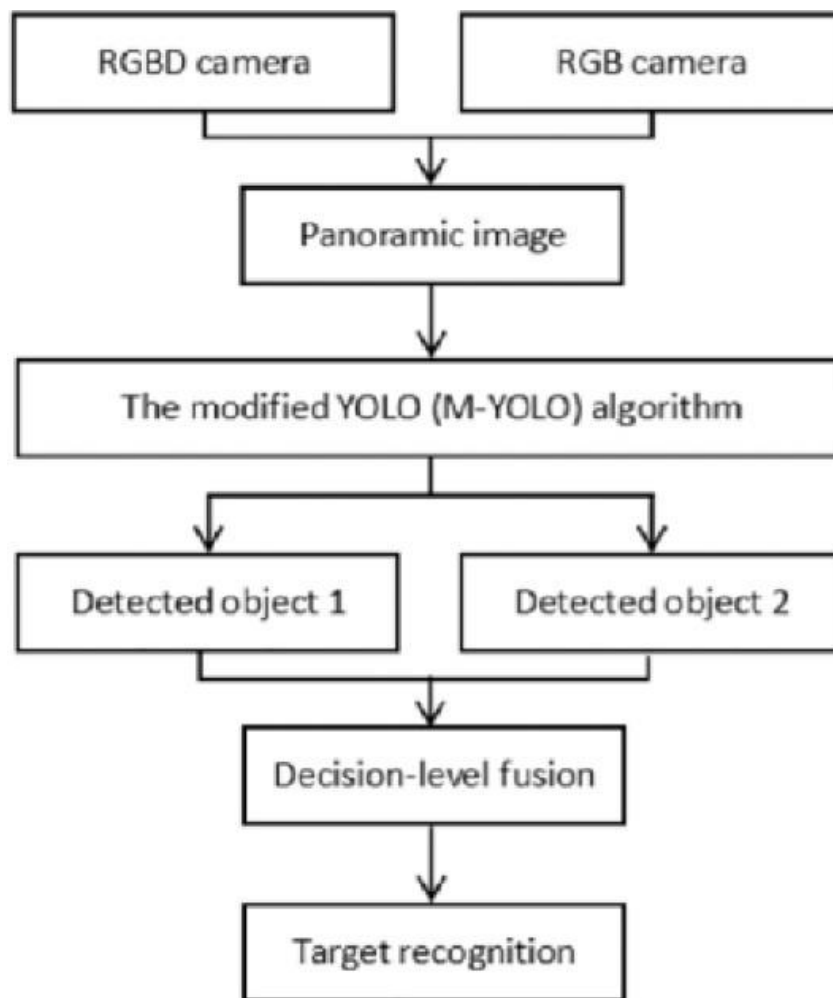 RGBD camera
RGB camera
Panoramic image
The modified YOLO (M-YOLO) algorithm
Detected object 1
Detected object 2
Decision-level fusion
Target recognition